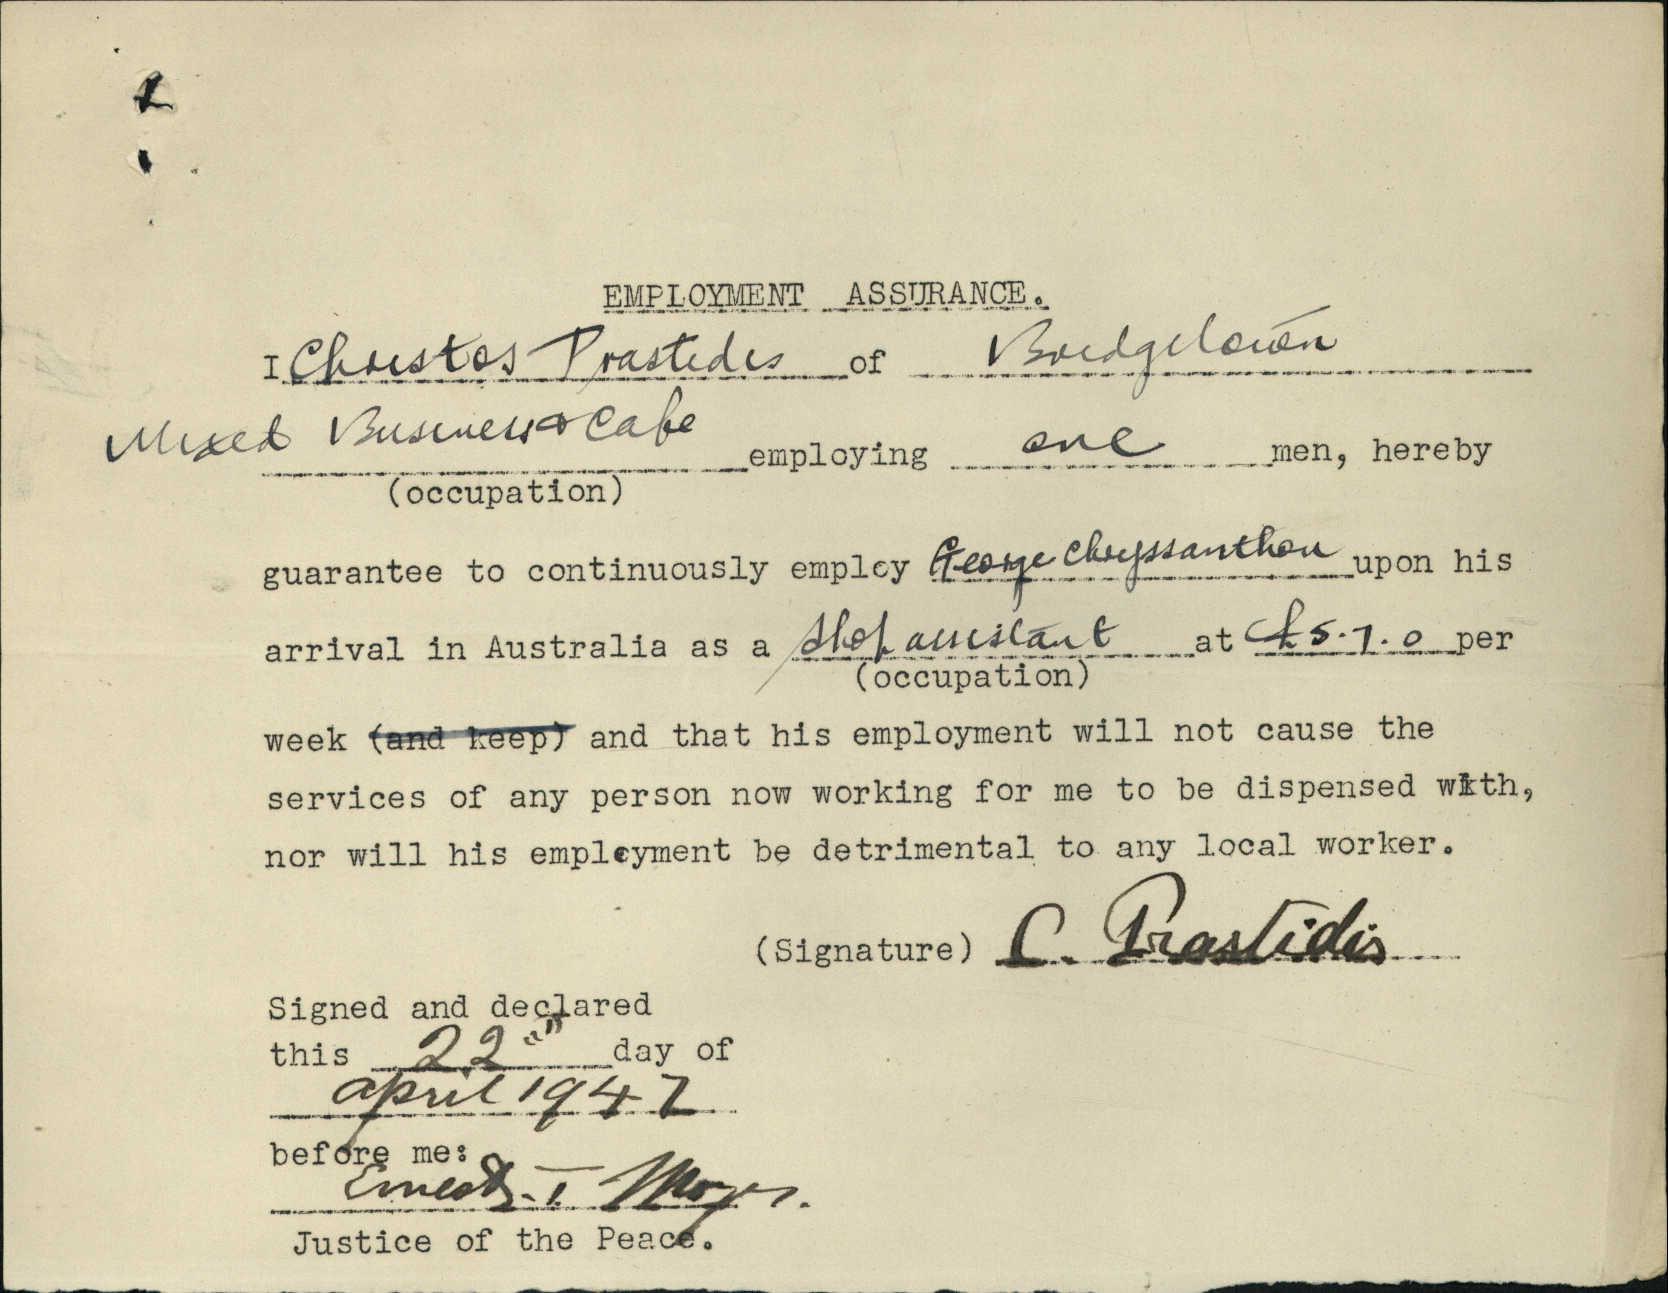 EMPLOYMENT ASSURANCE.
I Christos Prastidis of Bridgetown
Mixed Business & Cafe employing one men, hereby
(occupation)
guarantee to continuously employ George Chryssanthou upon his
arrival in Australia as a shop assistant at £5.7.0 per
(occupation)
week (and keep) and that his employment will not cause the
services of any person now working for me to be dispensed with,
nor will his employment be detrimental to any local worker.
(Signature) C. Prastidis
Signed and declared
this 22nd day of
april 1947
before me:
Ernest
Justice of the Peace.